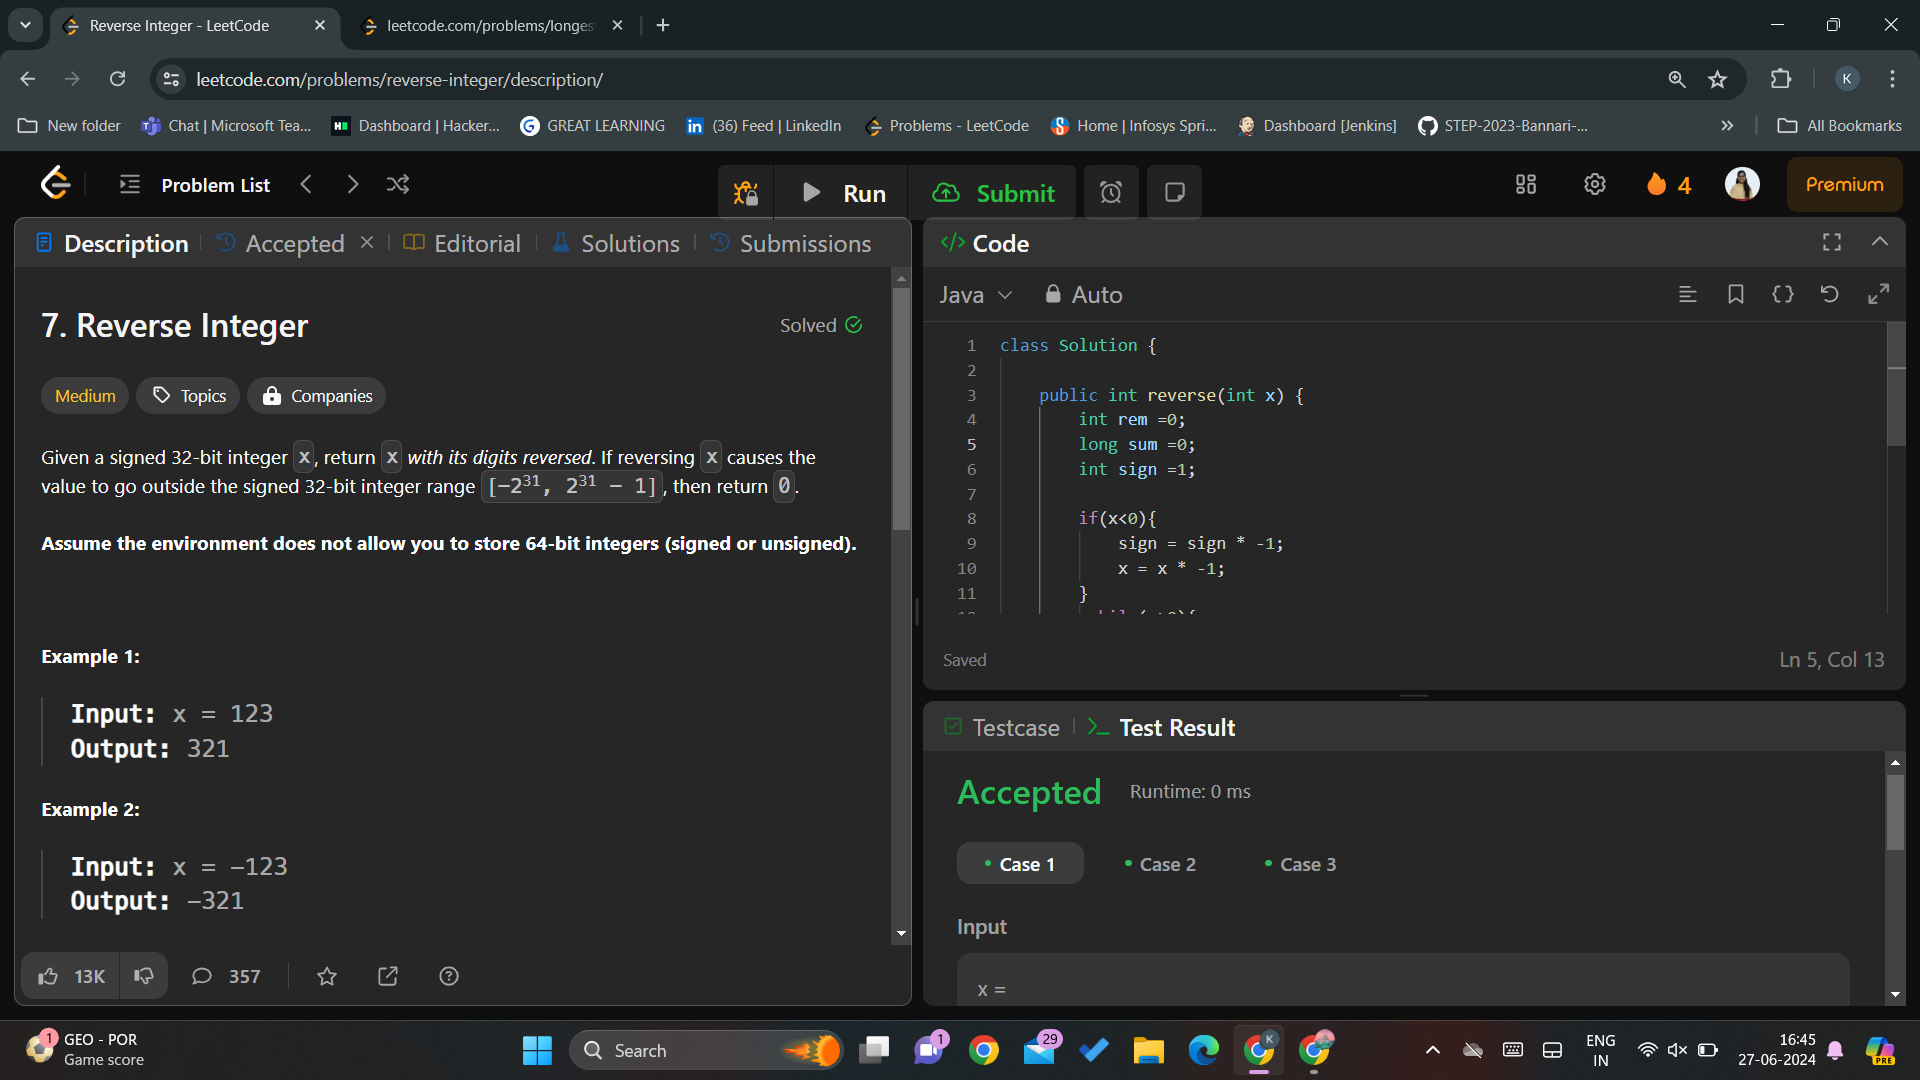 Reverse Integer - LeetCode
leetcode.com/problems/longes
leetcode.com/problems/reverse-integer/description/
K
New folder
Chat | Microsoft Tea...
Dashboard | Hacker...
GREAT LEARNING
(36) Feed | LinkedIn
Problems - LeetCode
Home | Infosys Spri...
Dashboard [Jenkins]
STEP-2023-Bannari-...
All Bookmarks
Problem List
Run
Submit
4
Premium
Description
Accepted
Editorial
Solutions
Submissions
7. Reverse Integer
Solved
Medium
Topics
Companies
Given a signed 32-bit integer x, return x with its digits reversed. If reversing x causes the
value to go outside the signed 32-bit integer range [−2³¹, 2³¹ − 1], then return 0.
Assume the environment does not allow you to store 64-bit integers (signed or unsigned).
Example 1:
Input: x = 123
Output: 321
Example 2:
Input: x = −123
Output: −321
13K
357
</> Code
Java
Auto
1 class Solution {
2
3 public int reverse(int x) {
4 int rem =0;
5 long sum =0;
6 int sign =1;
7
8 if(x<0){
9 sign = sign * -1;
10 x = x * -1;
11 }
Saved
Ln 5, Col 13
Testcase
Test Result
Accepted
Runtime: 0 ms
Case 1
Case 2
Case 3
Input
x =
1
GEO - POR
Game score
Search
1
29
K
ENG
IN
16:45
27-06-2024
PRE